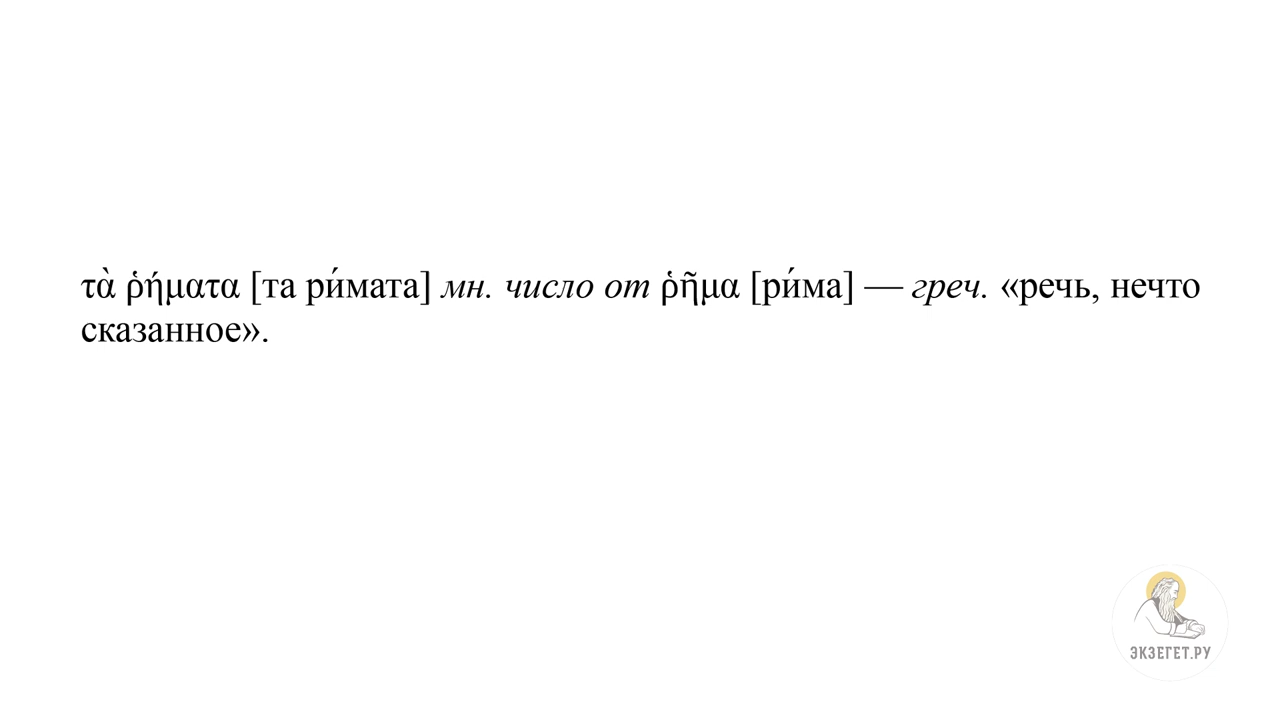 τὰ ῥήματα [та ри́мата] мн. число от ῥῆμα [ри́ма] — греч. «речь, нечто
сказанное».
ЭКЗЕГЕТ.РУ